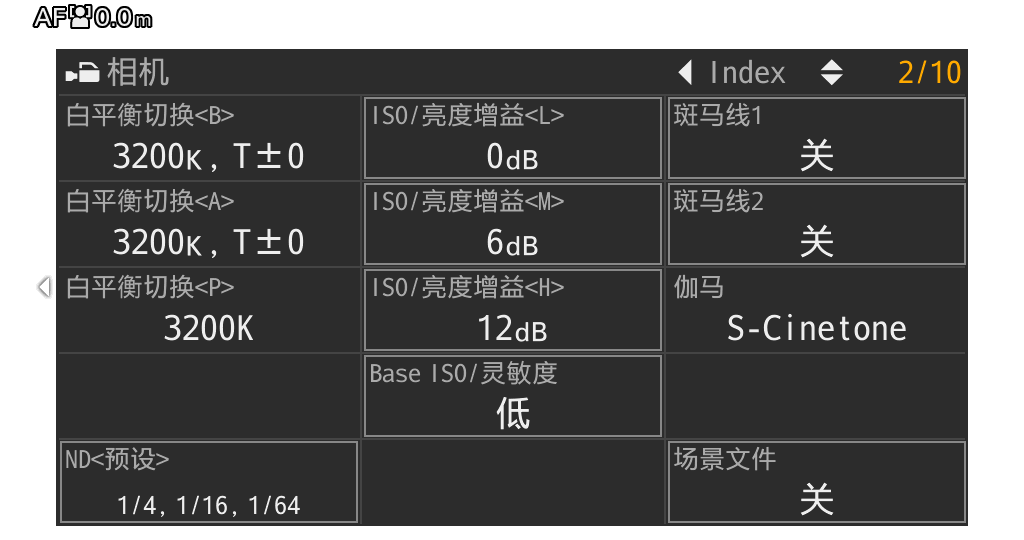 AF 0.0m
相机 Index 2/10
白平衡切换<B> ISO/亮度增益<L> 斑马线1
3200K, T±0 0dB 关
白平衡切换<A> ISO/亮度增益<M> 斑马线2
3200K, T±0 6dB 关
白平衡切换<P> ISO/亮度增益<H> 伽马
3200K 12dB S-Cinetone
Base ISO/灵敏度
低
ND<预设> 场景文件
1/4, 1/16, 1/64 关